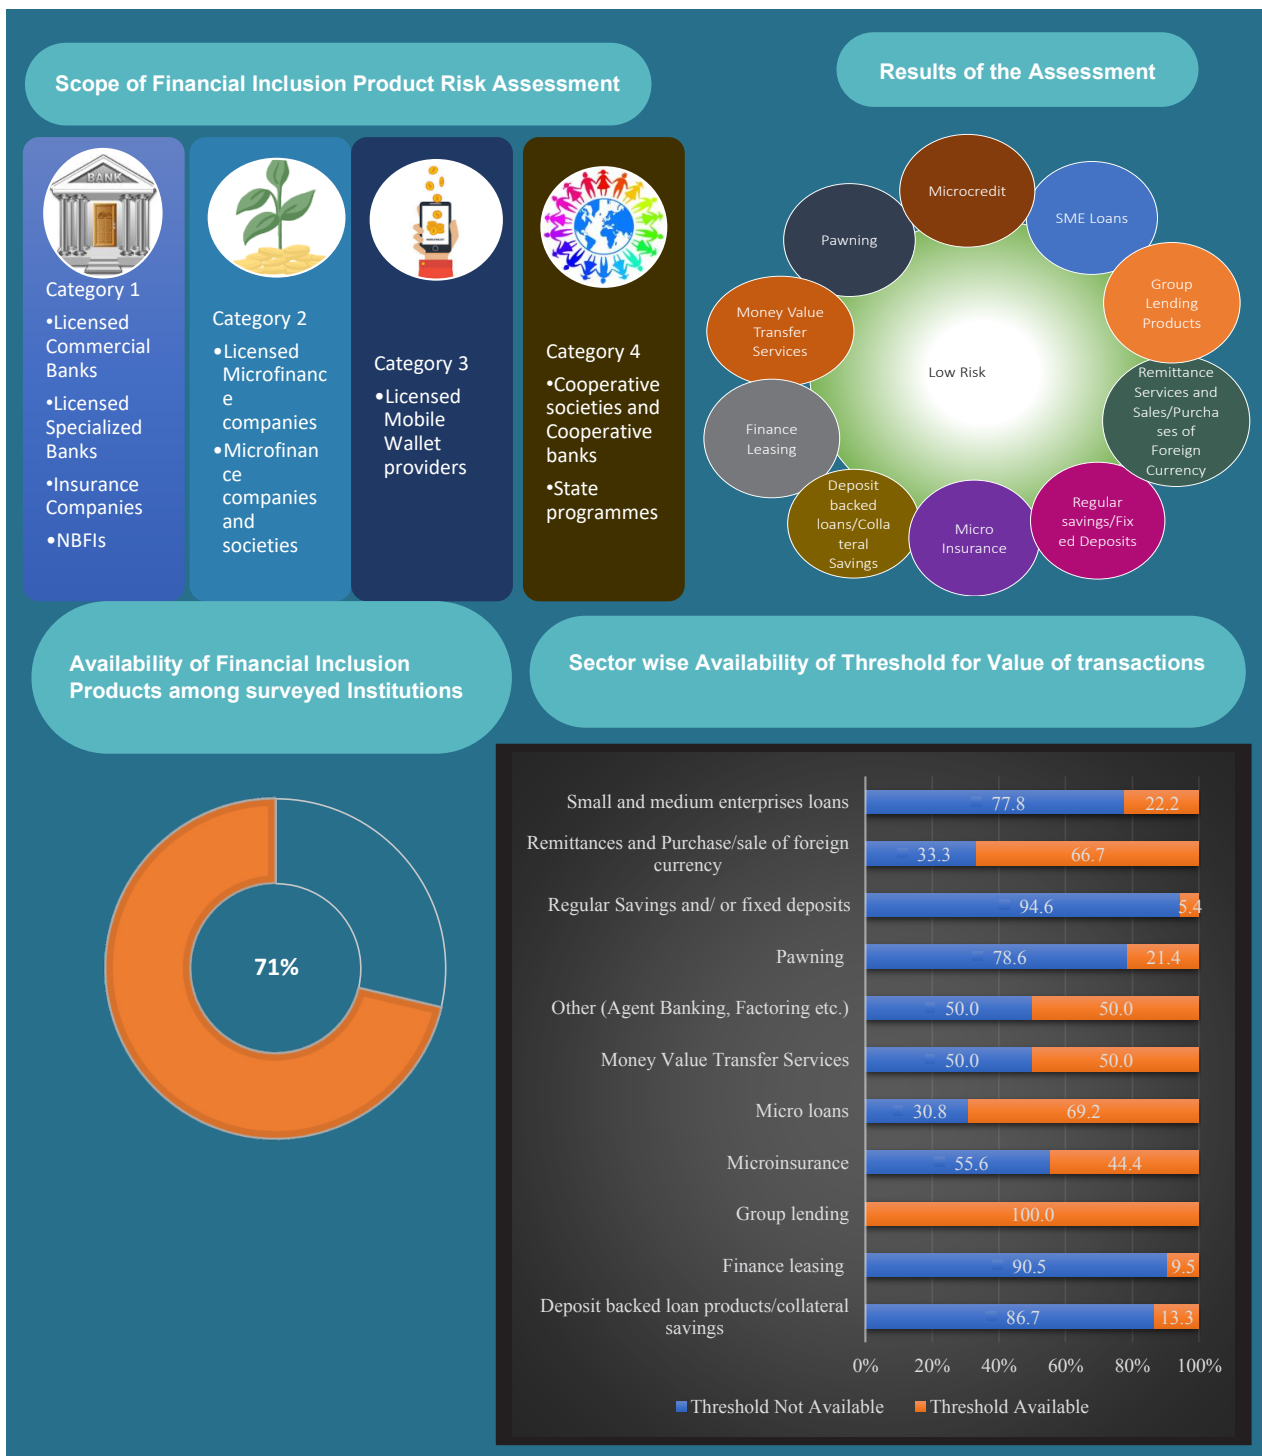 Scope of Financial Inclusion Product Risk Assessment
Results of the Assessment
BANK
Category 1
•Licensed
Commercial
Banks
•Licensed
Specialized
Banks
•Insurance
Companies
•NBFIs
Category 2
•Licensed
Microfinanc
e
companies
•Microfinan
ce
companies
and
societies
Category 3
•Licensed
Mobile
Wallet
providers
Category 4
•Cooperative
societies and
Cooperative
banks
•State
programmes
Microcredit
SME Loans
Group
Lending
Products
Remittance
Services and
Sales/Purcha
ses of
Foreign
Currency
Regular
savings/Fix
ed Deposits
Micro
Insurance
Deposit
backed
loans/Colla
teral
Savings
Finance
Leasing
Money Value
Transfer
Services
Pawning
Low Risk
Availability of Financial Inclusion
Products among surveyed Institutions
71%
Sector wise Availability of Threshold for Value of transactions
Small and medium enterprises loans
77.8 22.2
Remittances and Purchase/sale of foreign
currency
33.3 66.7
Regular Savings and/ or fixed deposits
94.6 5.4
Pawning
78.6 21.4
Other (Agent Banking, Factoring etc.)
50.0 50.0
Money Value Transfer Services
50.0 50.0
Micro loans
30.8 69.2
Microinsurance
55.6 44.4
Group lending
100.0
Finance leasing
90.5 9.5
Deposit backed loan products/collateral
savings
86.7 13.3
0% 20% 40% 60% 80% 100%
Threshold Not Available Threshold Available